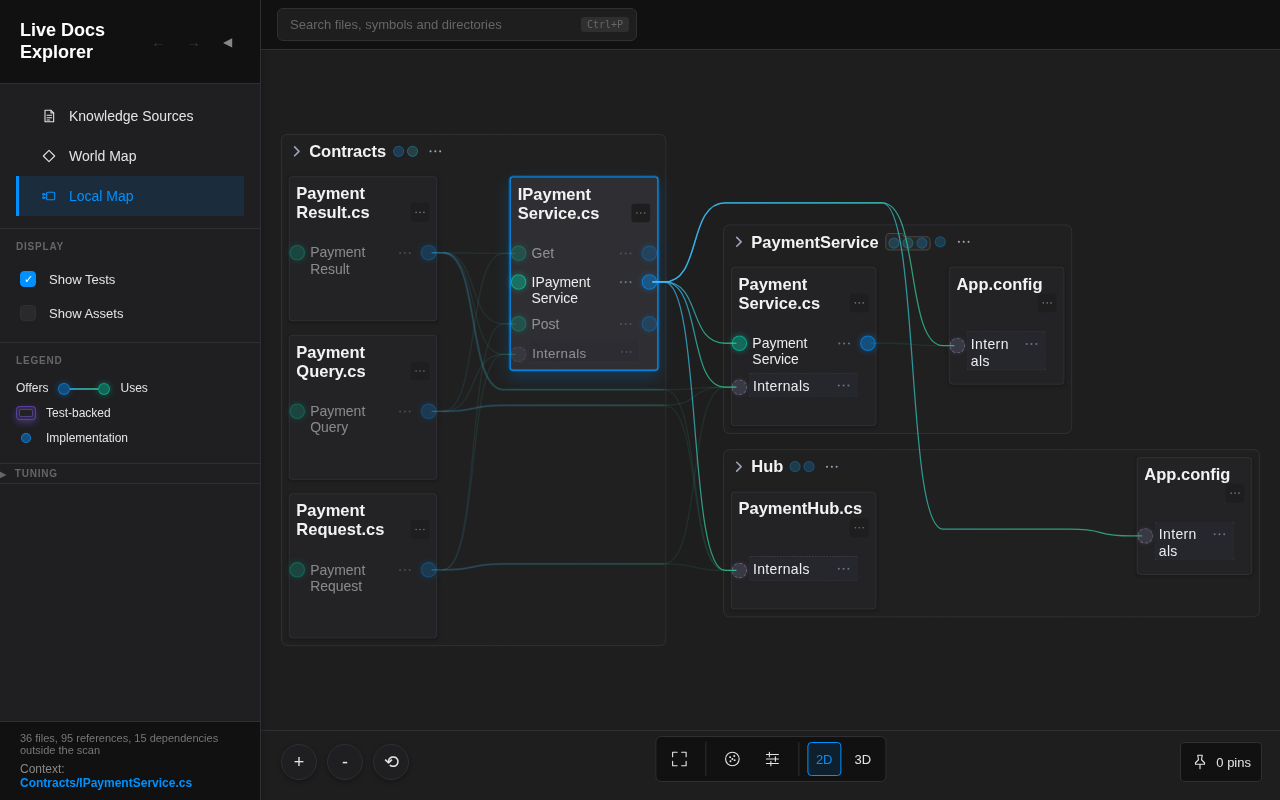 Live Docs
Explorer
Search files, symbols and directories
Ctrl+P
Knowledge Sources
World Map
Local Map
DISPLAY
Show Tests
Show Assets
LEGEND
Offers
Uses
Test-backed
Implementation
TUNING
36 files, 95 references, 15 dependencies
outside the scan
Context:
Contracts/IPaymentService.cs
Contracts
Payment
Result.cs
Payment
Result
Payment
Query.cs
Payment
Query
Payment
Request.cs
Payment
Request
IPayment
Service.cs
Get
IPayment
Service
Post
Internals
PaymentService
Payment
Service.cs
Payment
Service
Internals
App.config
Intern
als
Hub
PaymentHub.cs
Internals
App.config
Intern
als
+
-
2D
3D
0 pins